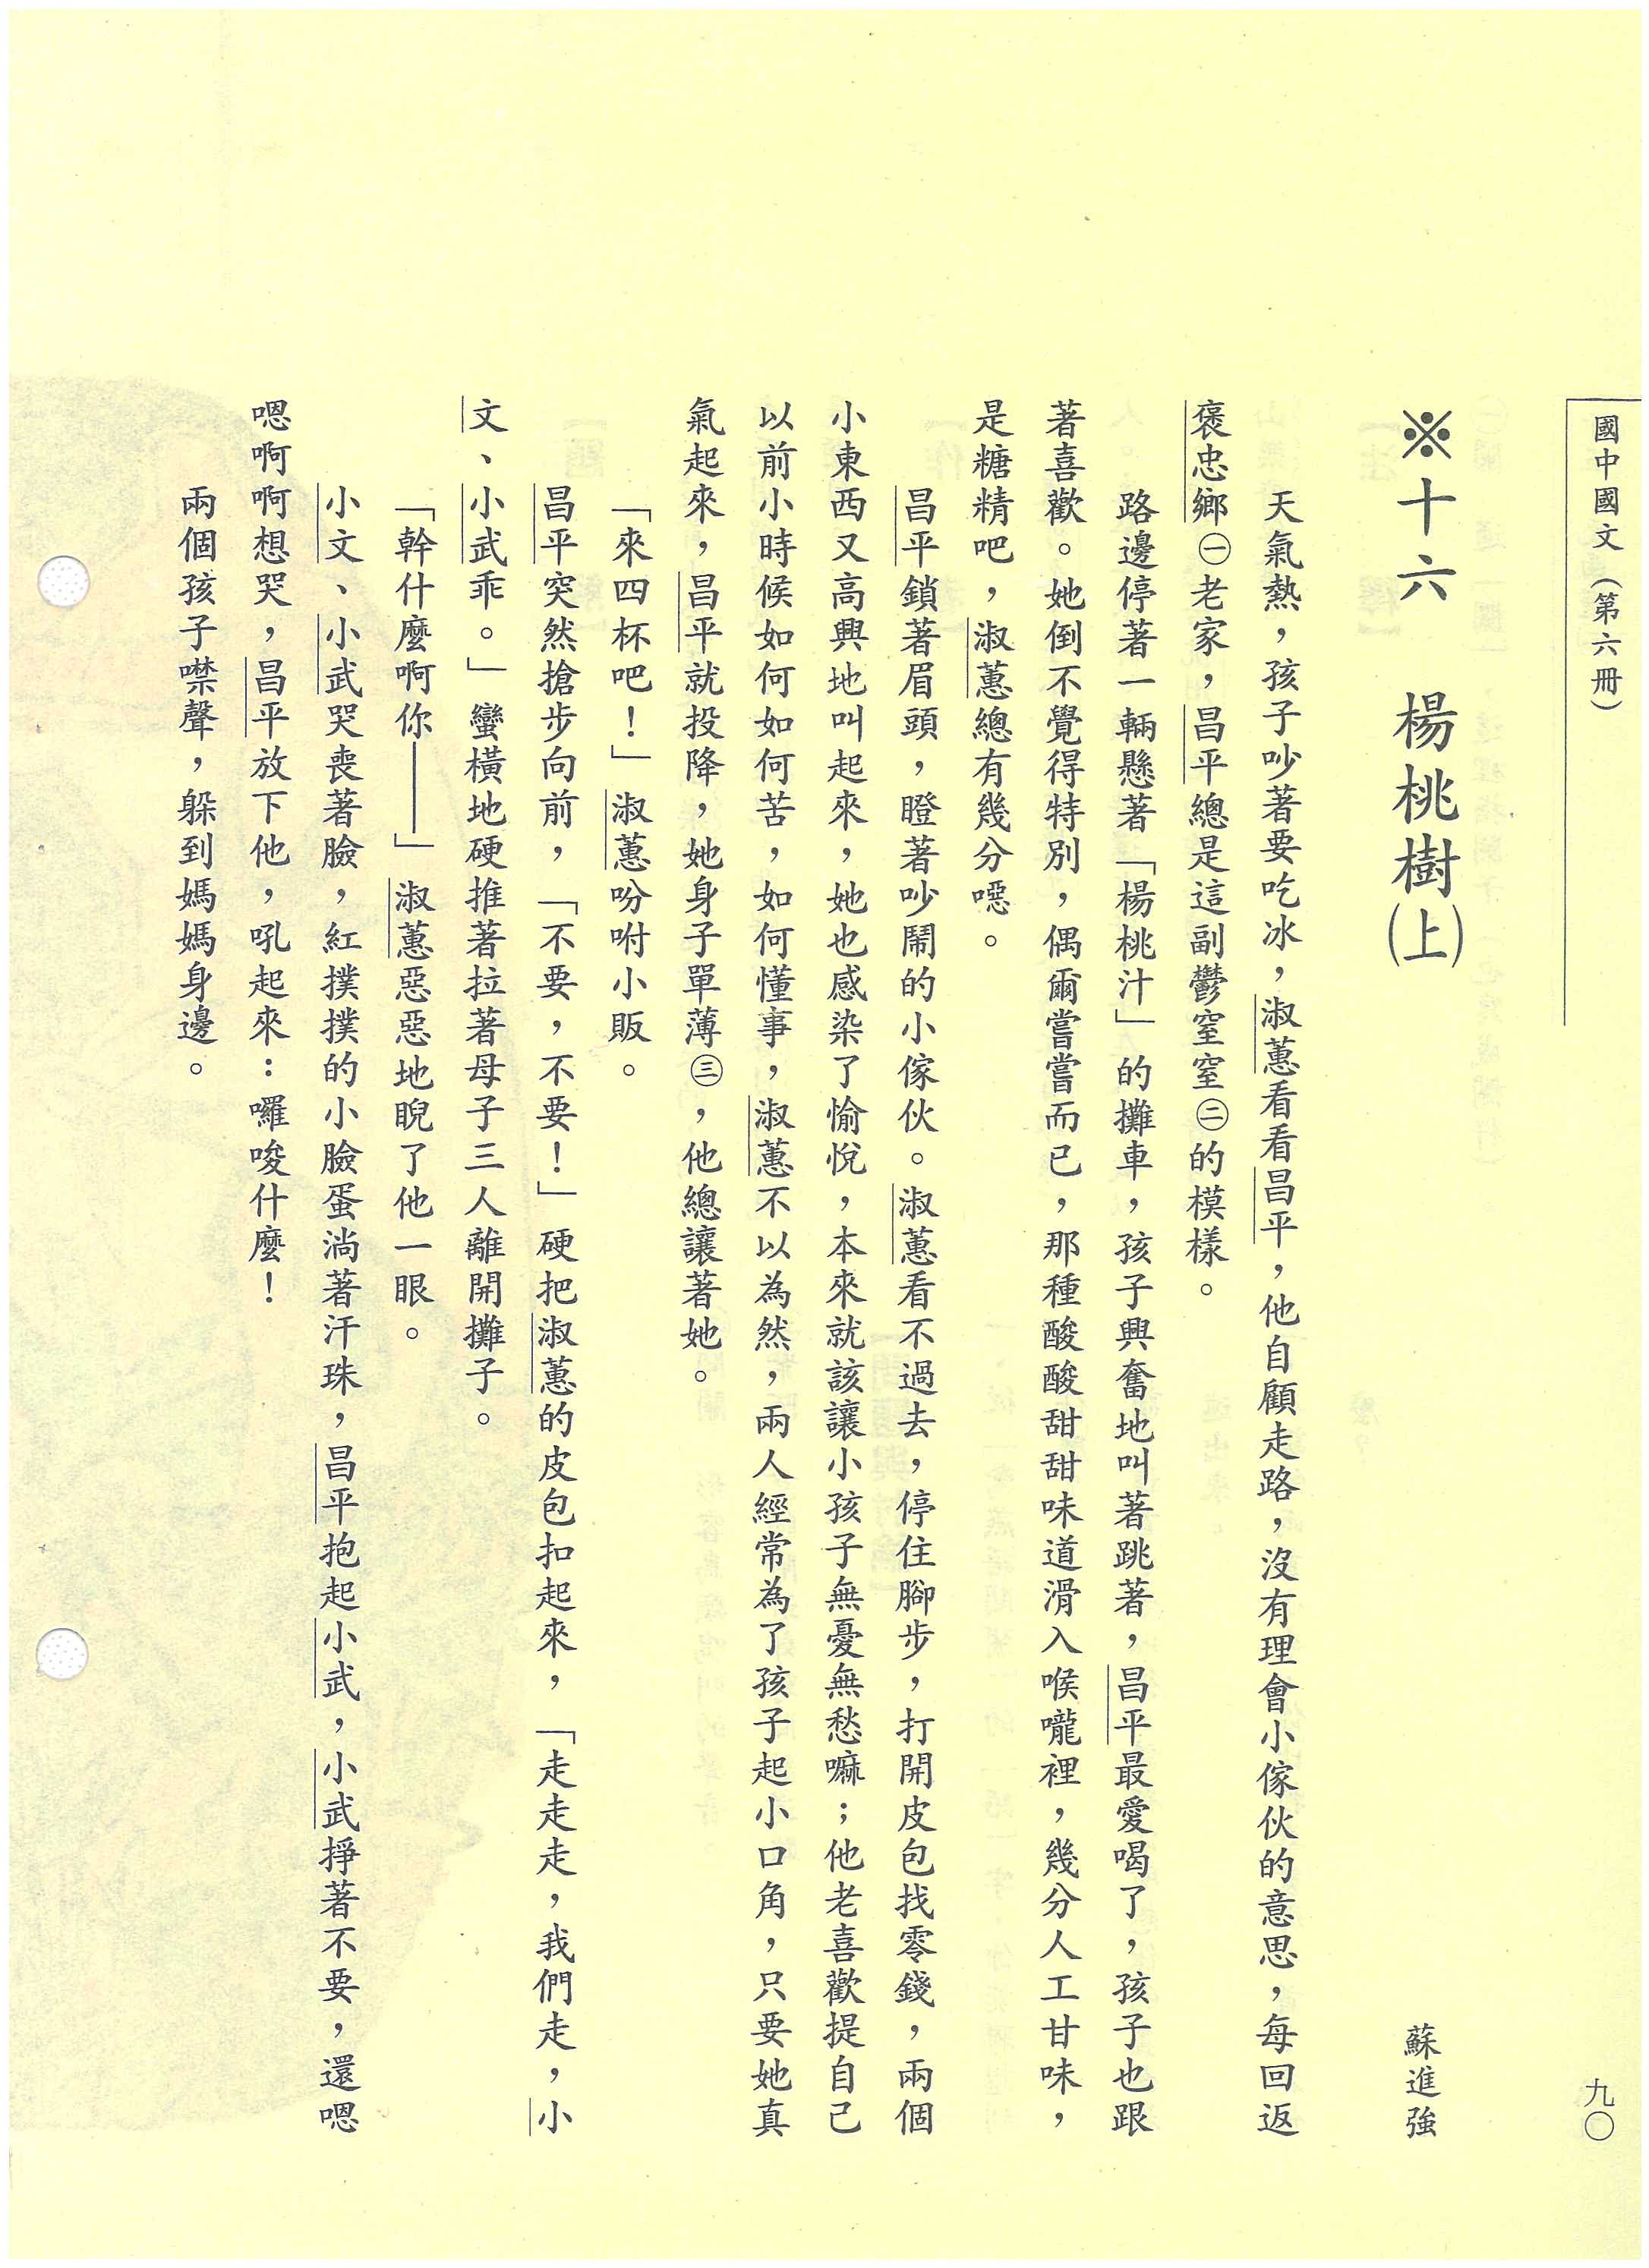 國中國文(第六冊)
九〇
※十六 楊桃樹(上)
蘇進強
天氣熱，孩子吵著要吃冰，淑蕙看看昌平，他自顧走路，沒有理會小傢伙的意思，每回返
褒忠鄉㊀老家，昌平總是這副鬱窒窒㊁的模樣。
路邊停著一輛懸著「楊桃汁」的攤車，孩子興奮地叫著跳著，昌平最愛喝了，孩子也跟
著喜歡。她倒不覺得特別，偶爾嘗嘗而已，那種酸酸甜甜味道滑入喉嚨裡，幾分人工甘味，
是糖精吧，淑蕙總有幾分噁。
昌平鎖著眉頭，瞪著吵鬧的小傢伙。淑蕙看不過去，停住腳步，打開皮包找零錢，兩個
小東西又高興地叫起來，她也感染了愉悅，本來就該讓小孩子無憂無愁嘛；他老喜歡提自己
以前小時候如何如何苦，如何懂事，淑蕙不以為然，兩人經常為了孩子起小口角，只要她真
氣起來，昌平就投降，她身子單薄㊂，他總讓著她。
「來四杯吧！」淑蕙吩咐小販。
昌平突然搶步向前，「不要，不要！」硬把淑蕙的皮包扣起來，「走走走，我們走，小
文、小武乖。」蠻橫地硬推著拉著母子三人離開攤子。
「幹什麼啊你——」淑蕙惡惡地睨了他一眼。
小文、小武哭喪著臉，紅撲撲的小臉蛋淌著汗珠，昌平抱起小武，小武掙著不要，還嗯
嗯啊啊想哭，昌平放下他，吼起來：囉唆什麼！
兩個孩子噤聲，躲到媽媽身邊。